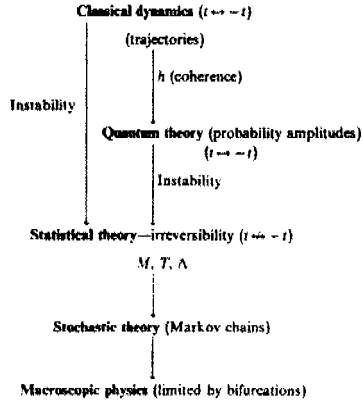 Classical dynamics (t ↔ − t)
(trajectories)
h (coherence)
Instability
Quantum theory (probability amplitudes)
(t ↔ − t)
Instability
Statistical theory—irreversibility (t ↮ − t)
M, T, Λ
Stochastic theory (Markov chains)
Macroscopic physics (limited by bifurcations)